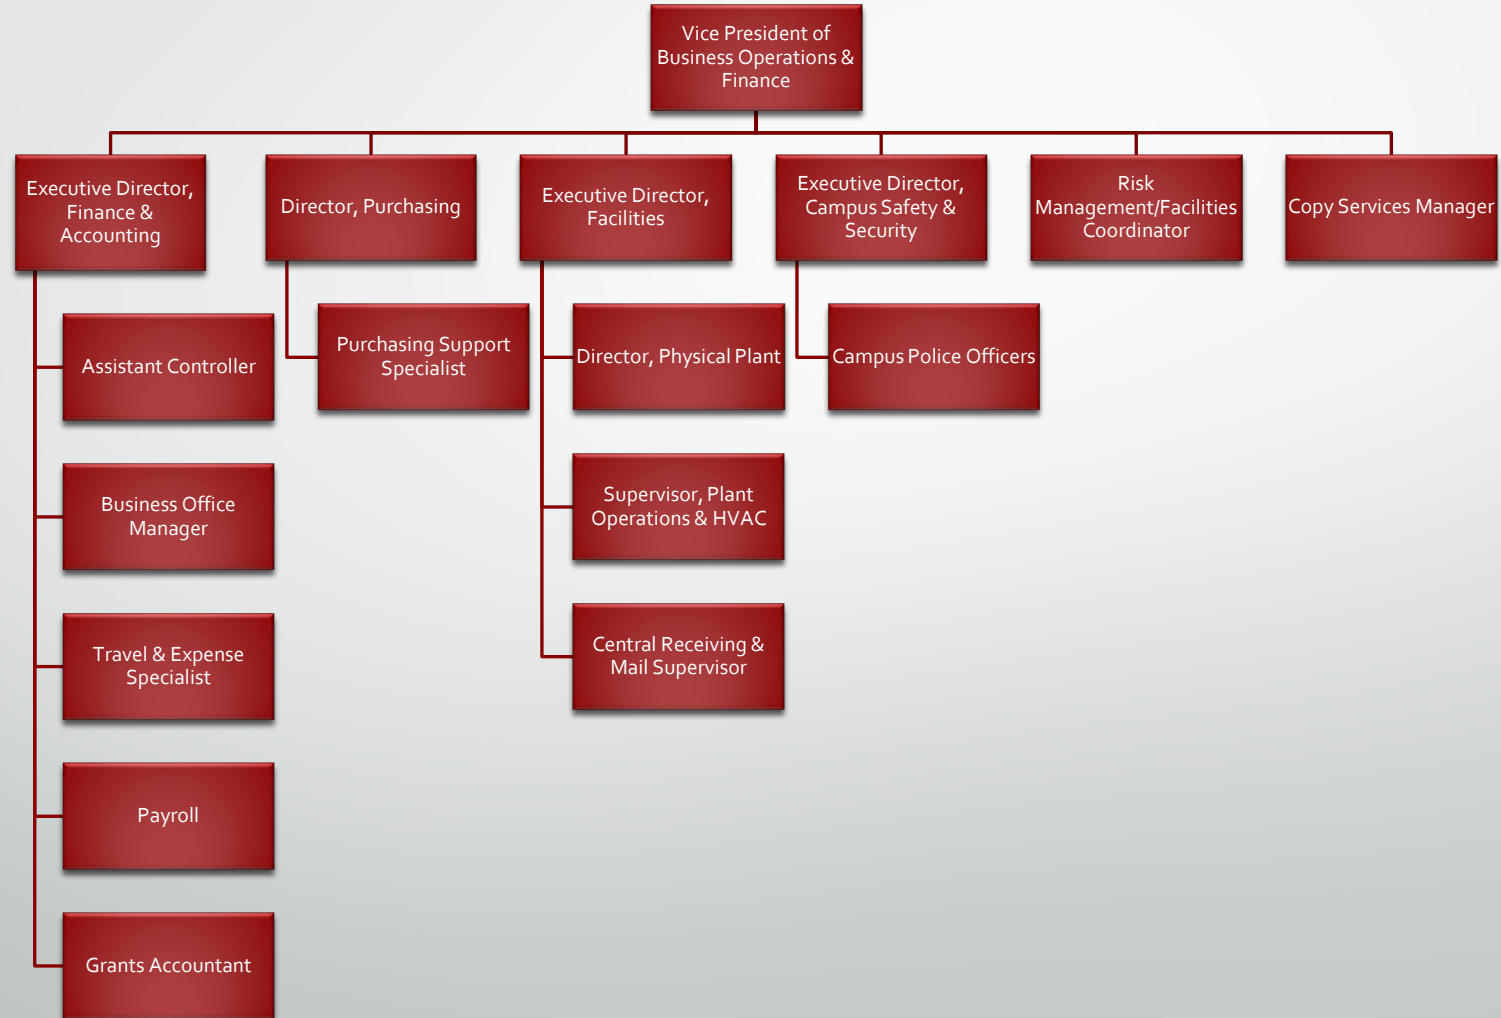 Vice President of
Business Operations &
Finance
Executive Director,
Finance &
Accounting
Director, Purchasing
Executive Director,
Facilities
Executive Director,
Campus Safety &
Security
Risk
Management/Facilities
Coordinator
Copy Services Manager
Assistant Controller
Business Office
Manager
Travel & Expense
Specialist
Payroll
Grants Accountant
Purchasing Support
Specialist
Director, Physical Plant
Supervisor, Plant
Operations & HVAC
Central Receiving &
Mail Supervisor
Campus Police Officers